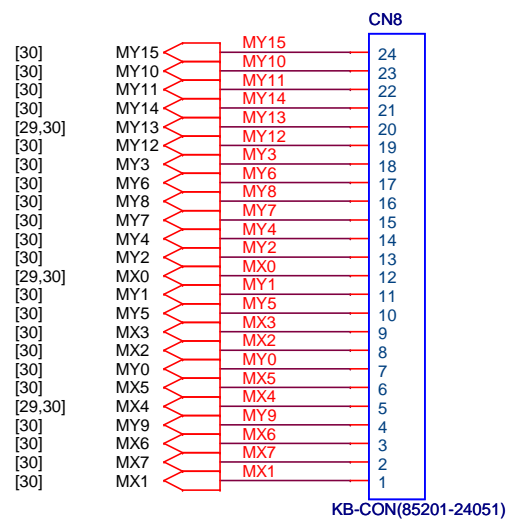 CN8
[30] MY15 MY15 24
[30] MY10 MY10 23
[30] MY11 MY11 22
[30] MY14 MY14 21
[29,30] MY13 MY13 20
[30] MY12 MY12 19
[30] MY3 MY3 18
[30] MY6 MY6 17
[30] MY8 MY8 16
[30] MY7 MY7 15
[30] MY4 MY4 14
[30] MY2 MY2 13
[29,30] MX0 MX0 12
[30] MY1 MY1 11
[30] MY5 MY5 10
[30] MX3 MX3 9
[30] MX2 MX2 8
[30] MY0 MY0 7
[30] MX5 MX5 6
[29,30] MX4 MX4 5
[30] MY9 MY9 4
[30] MX6 MX6 3
[30] MX7 MX7 2
[30] MX1 MX1 1
KB-CON(85201-24051)